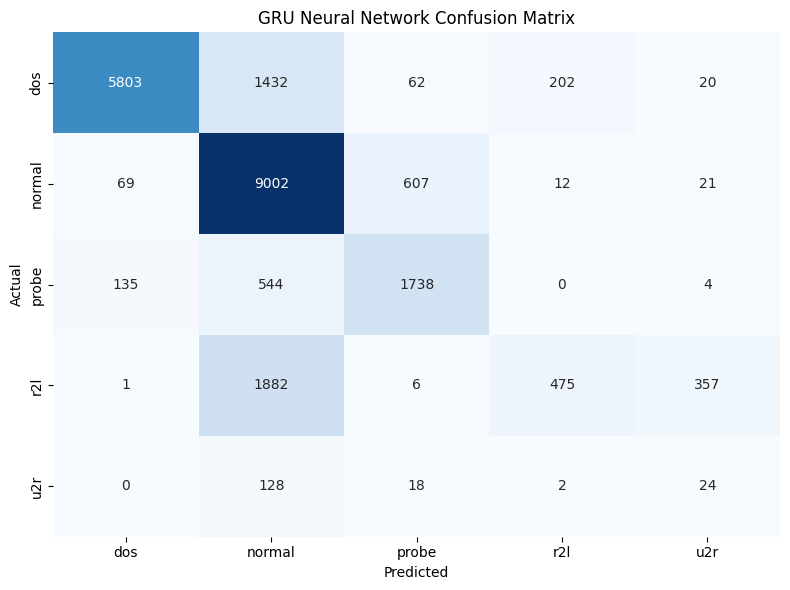 GRU Neural Network Confusion Matrix
Actual
dos 5803 1432 62 202 20
normal 69 9002 607 12 21
probe 135 544 1738 0 4
r2l 1 1882 6 475 357
u2r 0 128 18 2 24
dos normal probe r2l u2r
Predicted